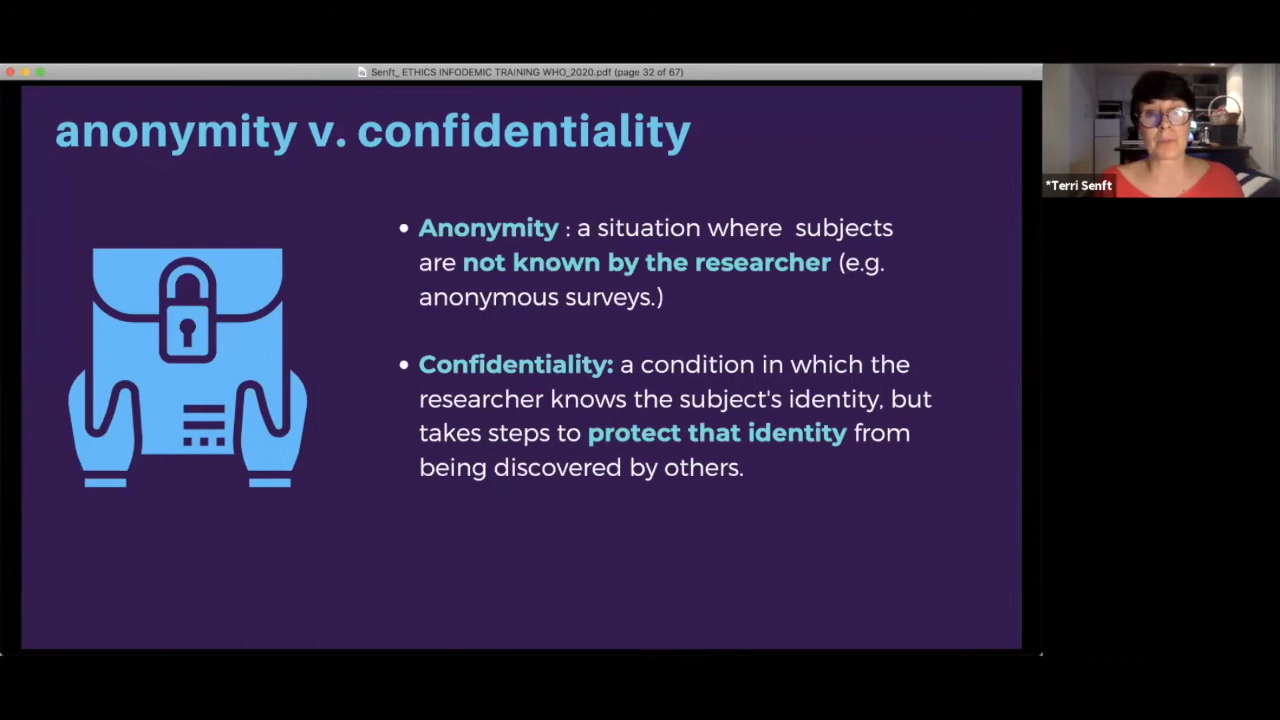 Senft_ ETHICS INFODEMIC TRAINING WHO_2020.pdf (page 32 of 67)
anonymity v. confidentiality
*Terri Senft
• Anonymity : a situation where subjects
are not known by the researcher (e.g.
anonymous surveys.)
• Confidentiality: a condition in which the
researcher knows the subject's identity, but
takes steps to protect that identity from
being discovered by others.